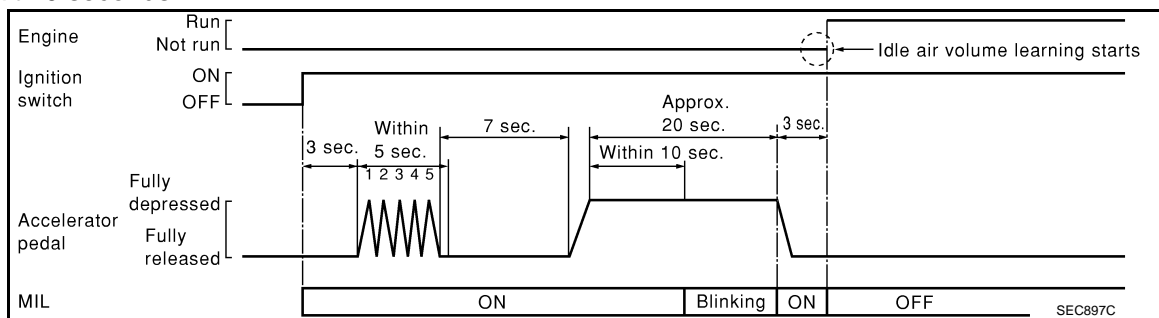 Engine
Run
Not run
Idle air volume learning starts
Ignition
switch
ON
OFF
3 sec.
Within
5 sec.
1 2 3 4 5
7 sec.
Approx.
20 sec.
Within 10 sec.
3 sec.
Accelerator
pedal
Fully
depressed
Fully
released
MIL
ON
Blinking
ON
OFF
SEC897C